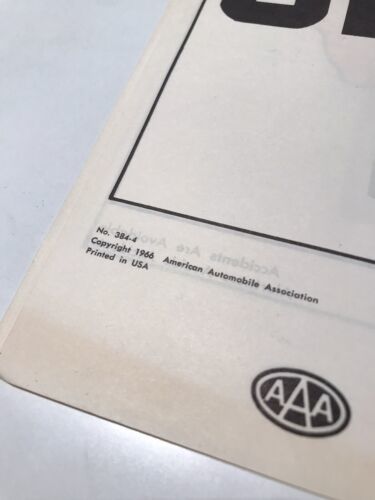 No. 384-4
Copyright 1966 American Automobile Association
Printed in USA
AAA